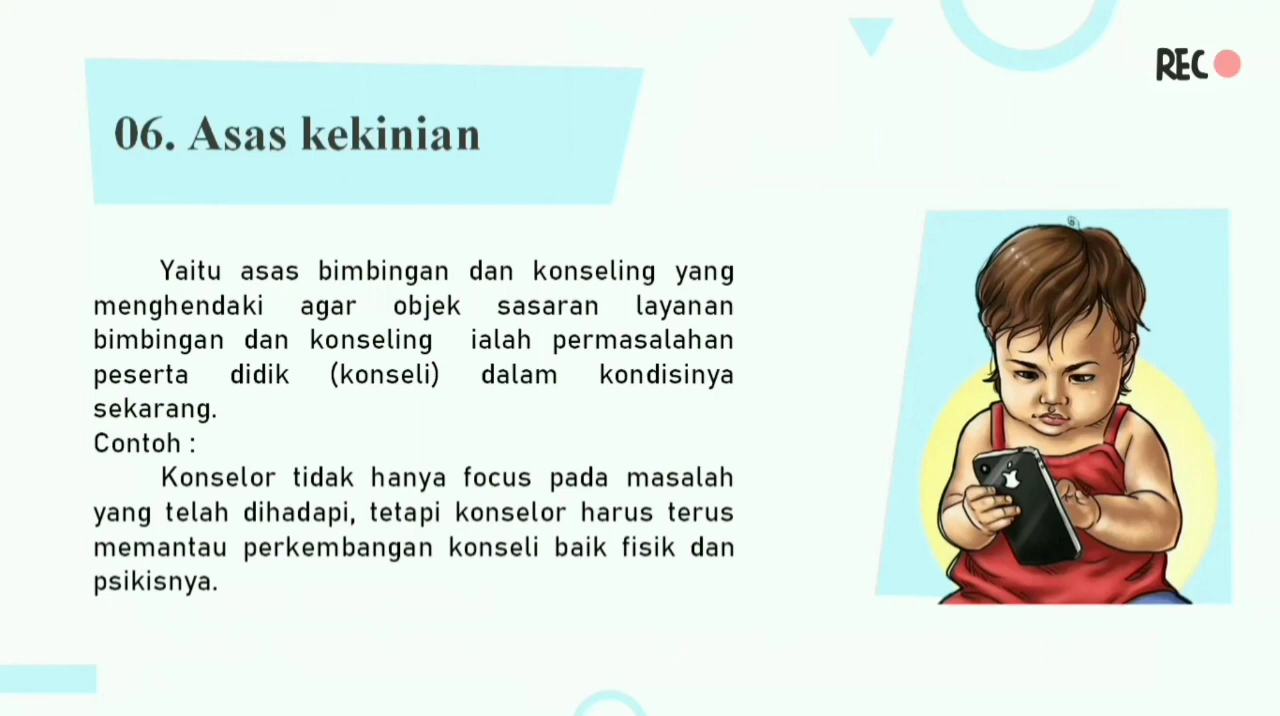 REC
06. Asas kekinian
Yaitu asas bimbingan dan konseling yang
menghendaki agar objek sasaran layanan
bimbingan dan konseling ialah permasalahan
peserta didik (konseli) dalam kondisinya
sekarang.
Contoh :
Konselor tidak hanya focus pada masalah
yang telah dihadapi, tetapi konselor harus terus
memantau perkembangan konseli baik fisik dan
psikisnya.